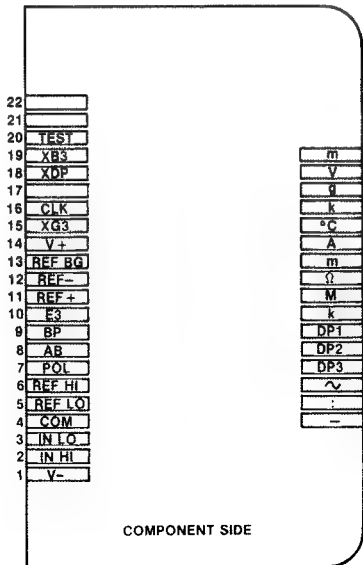 22
21
20 TEST
19 XB3
18 XDP
17
16 CLK
15 XG3
14 V+
13 REF BG
12 REF–
11 REF +
10 E3
9 BP
8 AB
7 POL
6 REF HI
5 REF LO
4 COM
3 IN LO
2 IN HI
1 V–
m
V
g
k
°C
A
m
Ω
M
k
DP1
DP2
DP3
∿
:
–
COMPONENT SIDE